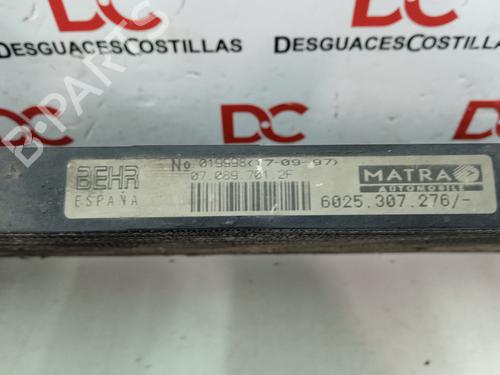 DESGUACESCOSTILLAS
DESGUACESCOSTILLAS
DC
DC
DC
B-PARTS
BEHR
ESPAÑA
No 019998(17-09-97)
07.089.701.2F
MATRA
AUTOMOBILE
6025.307.276/-